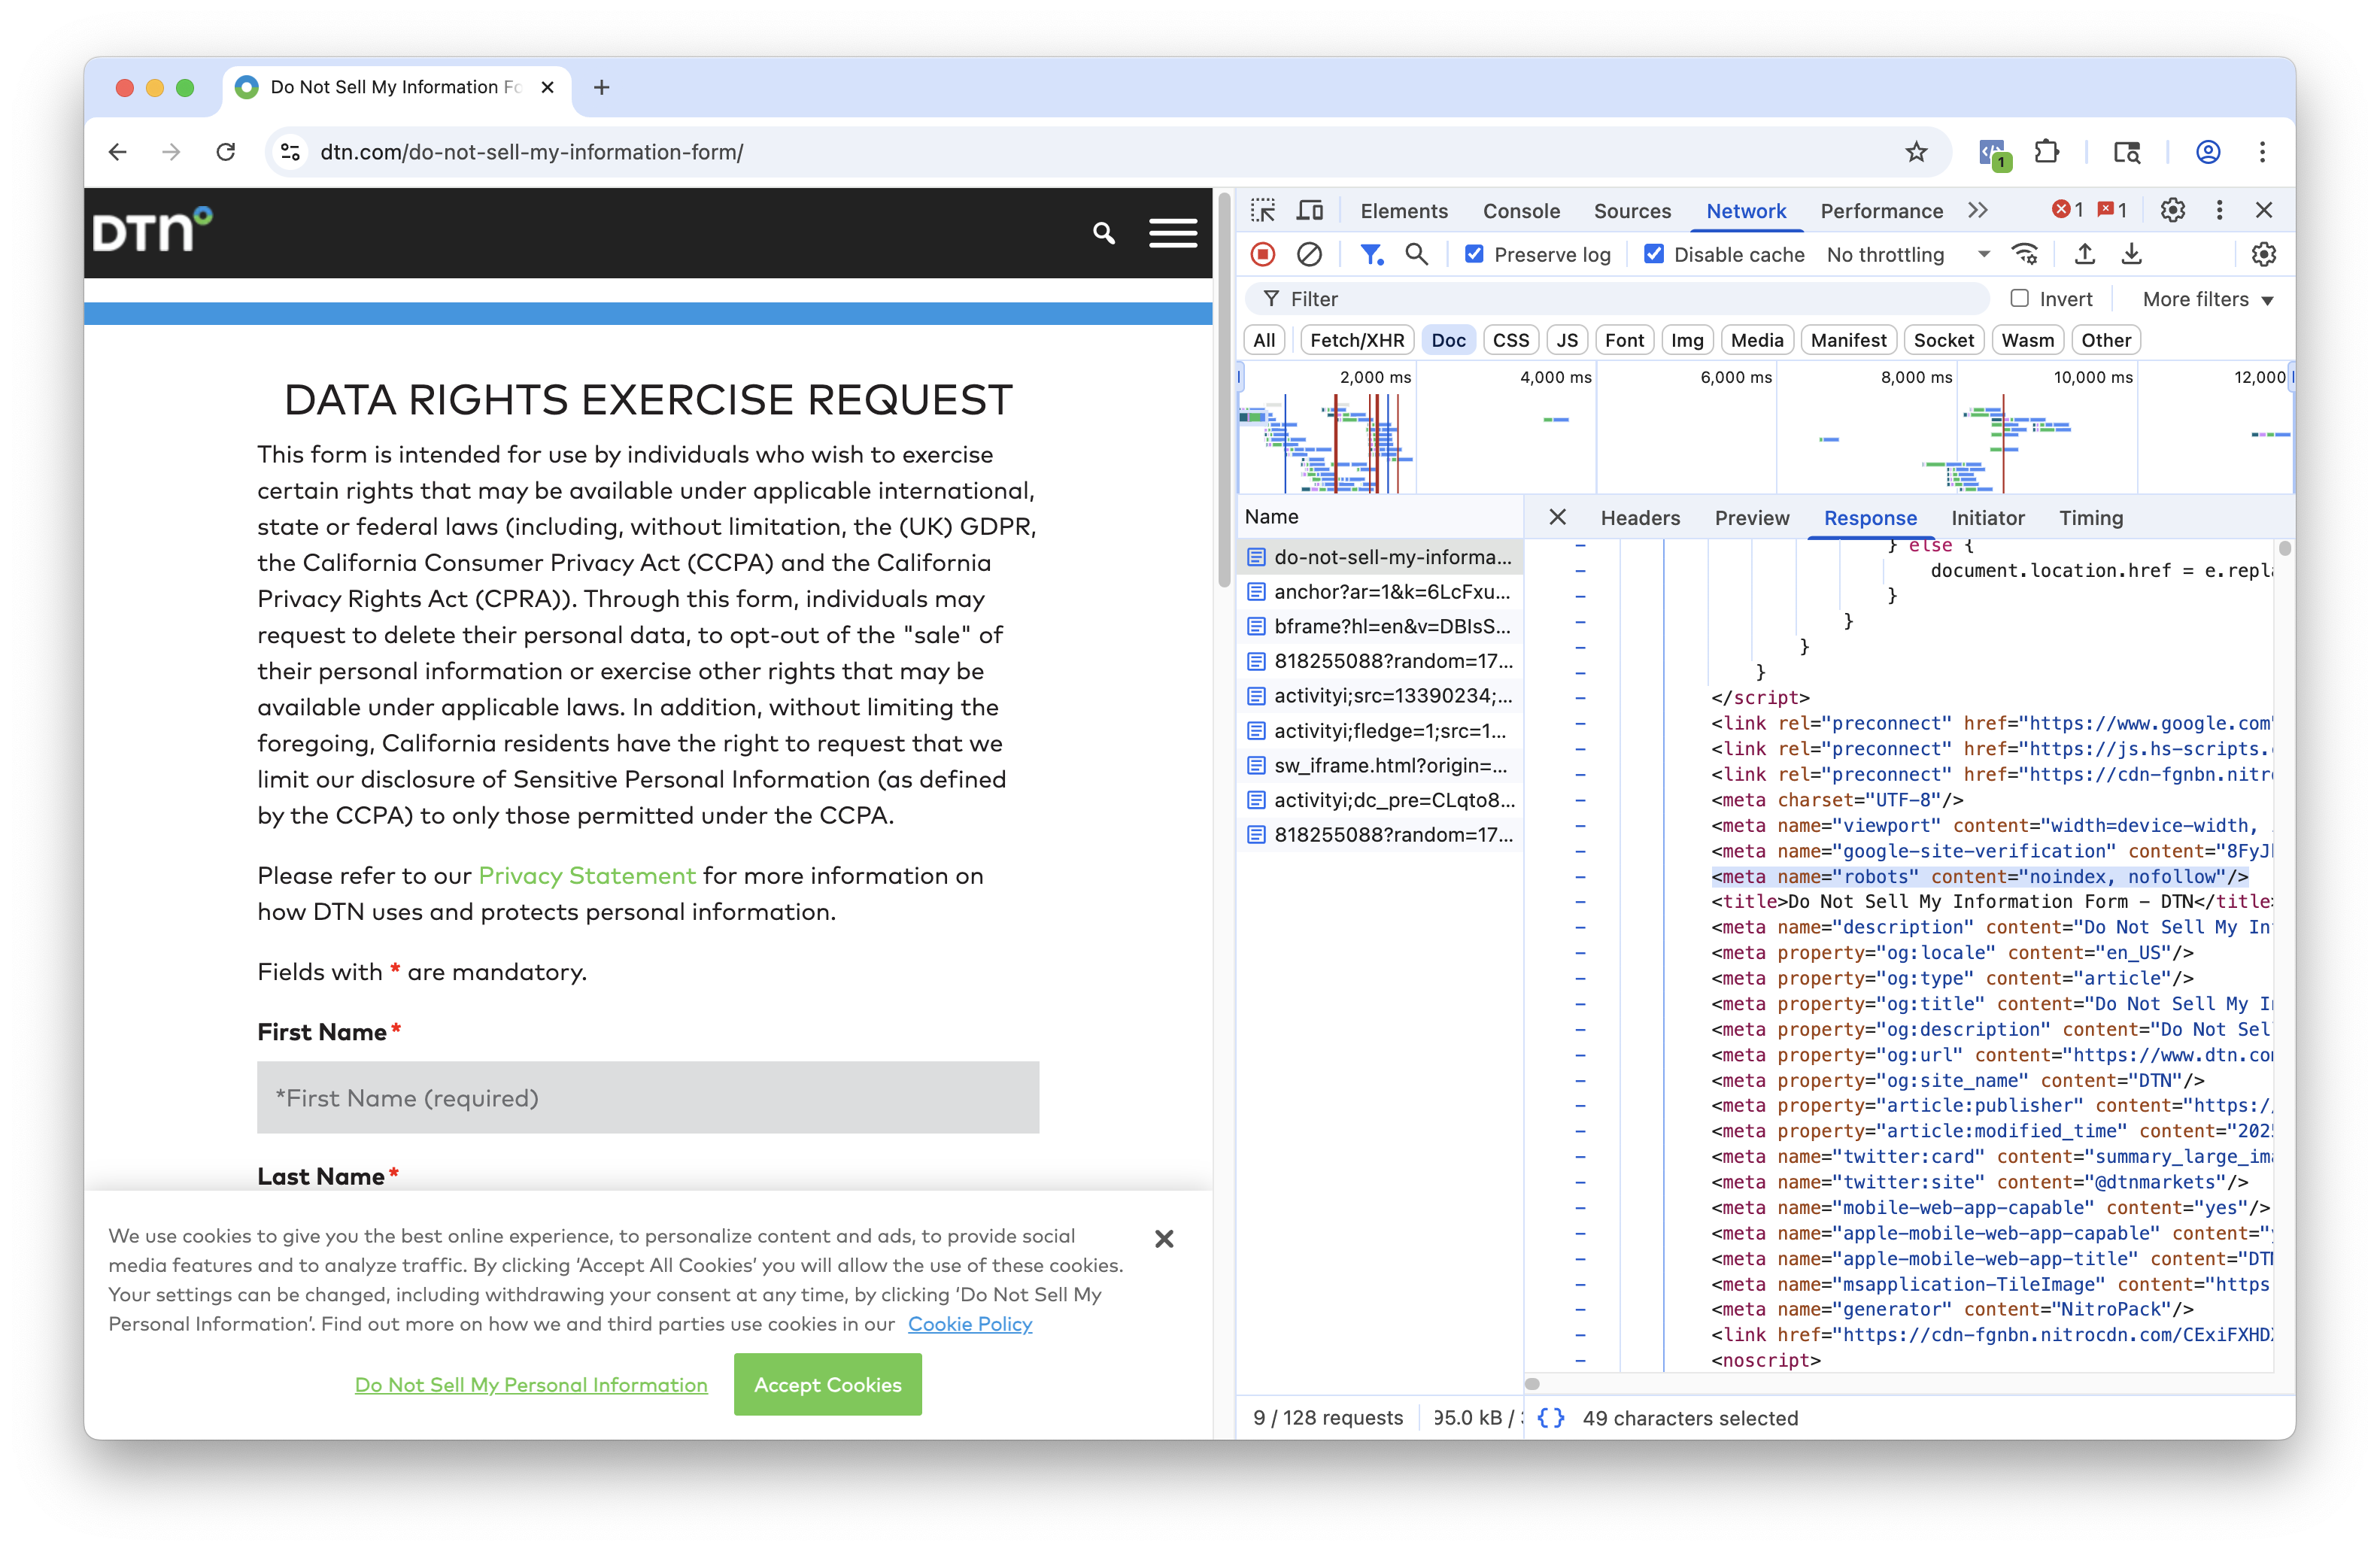 Do Not Sell My Information Fo
dtn.com/do-not-sell-my-information-form/
1
DTN
DATA RIGHTS EXERCISE REQUEST
This form is intended for use by individuals who wish to exercise
certain rights that may be available under applicable international,
state or federal laws (including, without limitation, the (UK) GDPR,
the California Consumer Privacy Act (CCPA) and the California
Privacy Rights Act (CPRA)). Through this form, individuals may
request to delete their personal data, to opt-out of the "sale" of
their personal information or exercise other rights that may be
available under applicable laws. In addition, without limiting the
foregoing, California residents have the right to request that we
limit our disclosure of Sensitive Personal Information (as defined
by the CCPA) to only those permitted under the CCPA.
Please refer to our Privacy Statement for more information on
how DTN uses and protects personal information.
Fields with * are mandatory.
First Name*
*First Name (required)
Last Name*
We use cookies to give you the best online experience, to personalize content and ads, to provide social
media features and to analyze traffic. By clicking ‘Accept All Cookies’ you will allow the use of these cookies.
Your settings can be changed, including withdrawing your consent at any time, by clicking ‘Do Not Sell My
Personal Information’. Find out more on how we and third parties use cookies in our Cookie Policy
Do Not Sell My Personal Information Accept Cookies
Elements Console Sources Network Performance 1 1
Preserve log Disable cache No throttling
Filter Invert More filters
All Fetch/XHR Doc CSS JS Font Img Media Manifest Socket Wasm Other
2,000 ms 4,000 ms 6,000 ms 8,000 ms 10,000 ms 12,000
Name
do-not-sell-my-informa...
anchor?ar=1&k=6LcFxu...
bframe?hl=en&v=DBIsS...
818255088?random=17...
activityi;src=13390234;...
activityi;fledge=1;src=1...
sw_iframe.html?origin=...
activityi;dc_pre=CLqto8...
818255088?random=17...
Headers Preview Response Initiator Timing
} else {
document.location.href = e.repla
}
}
}
}
</script>
<link rel="preconnect" href="https://www.google.com"
<link rel="preconnect" href="https://js.hs-scripts.
<link rel="preconnect" href="https://cdn-fgnbn.nitro
<meta charset="UTF-8"/>
<meta name="viewport" content="width=device-width,
<meta name="google-site-verification" content="8FyJ
<meta name="robots" content="noindex, nofollow"/>
<title>Do Not Sell My Information Form – DTN</title>
<meta name="description" content="Do Not Sell My In
<meta property="og:locale" content="en_US"/>
<meta property="og:type" content="article"/>
<meta property="og:title" content="Do Not Sell My I
<meta property="og:description" content="Do Not Sel
<meta property="og:url" content="https://www.dtn.co
<meta property="og:site_name" content="DTN"/>
<meta property="article:publisher" content="https:/
<meta property="article:modified_time" content="202
<meta name="twitter:card" content="summary_large_ima
<meta name="twitter:site" content="@dtnmarkets"/>
<meta name="mobile-web-app-capable" content="yes"/>
<meta name="apple-mobile-web-app-capable" content="y
<meta name="apple-mobile-web-app-title" content="DTN
<meta name="msapplication-TileImage" content="https
<meta name="generator" content="NitroPack"/>
<link href="https://cdn-fgnbn.nitrocdn.com/CExiFXHD
<noscript>
9 / 128 requests 95.0 kB / {} 49 characters selected